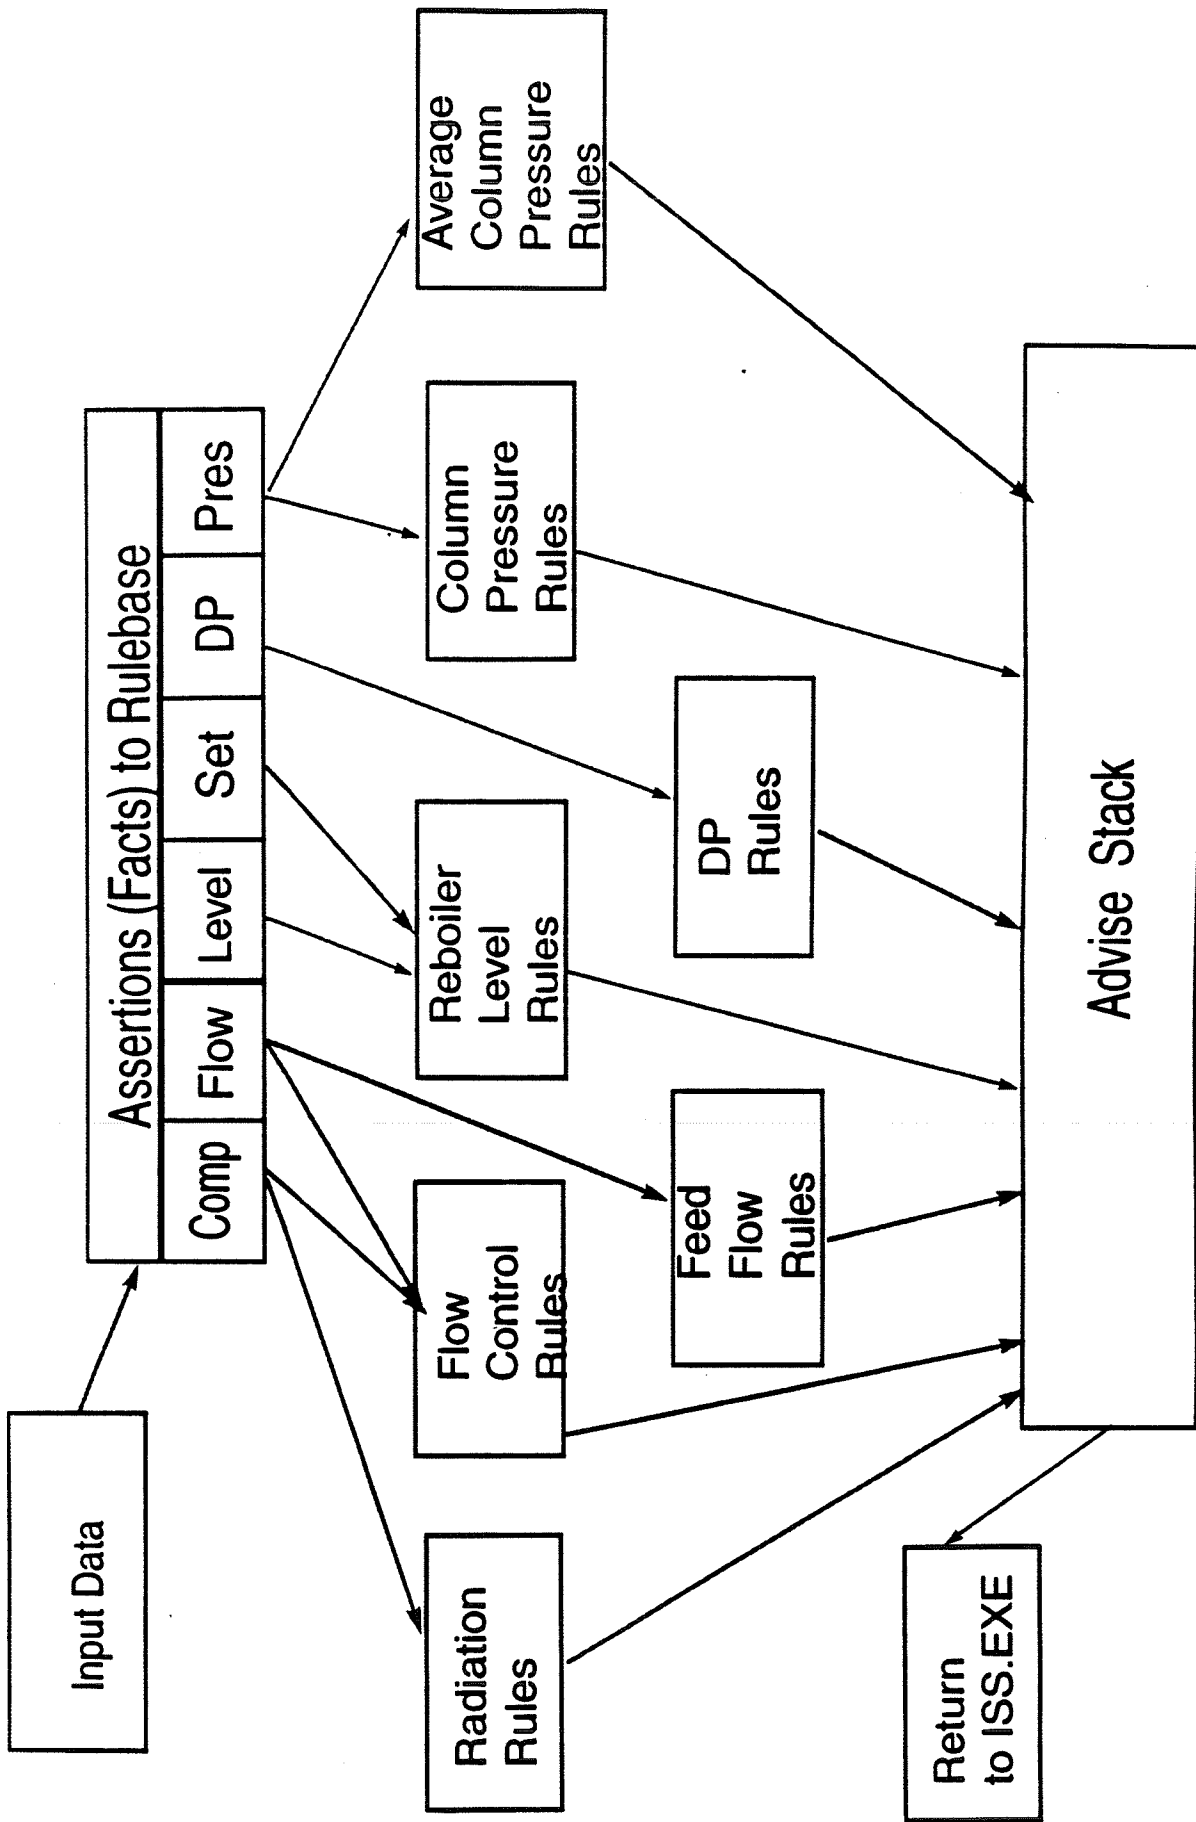 Input Data
Assertions (Facts) to Rulebase
Comp
Flow
Level
Set
DP
Pres
Radiation
Rules
Flow
Control
Rules
Reboiler
Level
Rules
Column
Pressure
Rules
Average
Column
Pressure
Rules
Feed
Flow
Rules
DP
Rules
Return
to ISS.EXE
Advise Stack